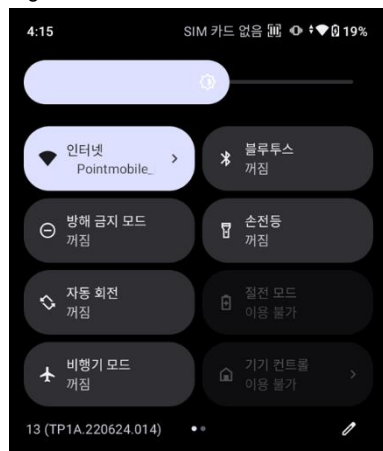 4:15 SIM 카드 없음 19%
인터넷
Pointmobile_
블루투스
꺼짐
방해 금지 모드
꺼짐
손전등
꺼짐
자동 회전
꺼짐
절전 모드
이용 불가
비행기 모드
꺼짐
기기 컨트롤
이용 불가
13 (TP1A.220624.014)